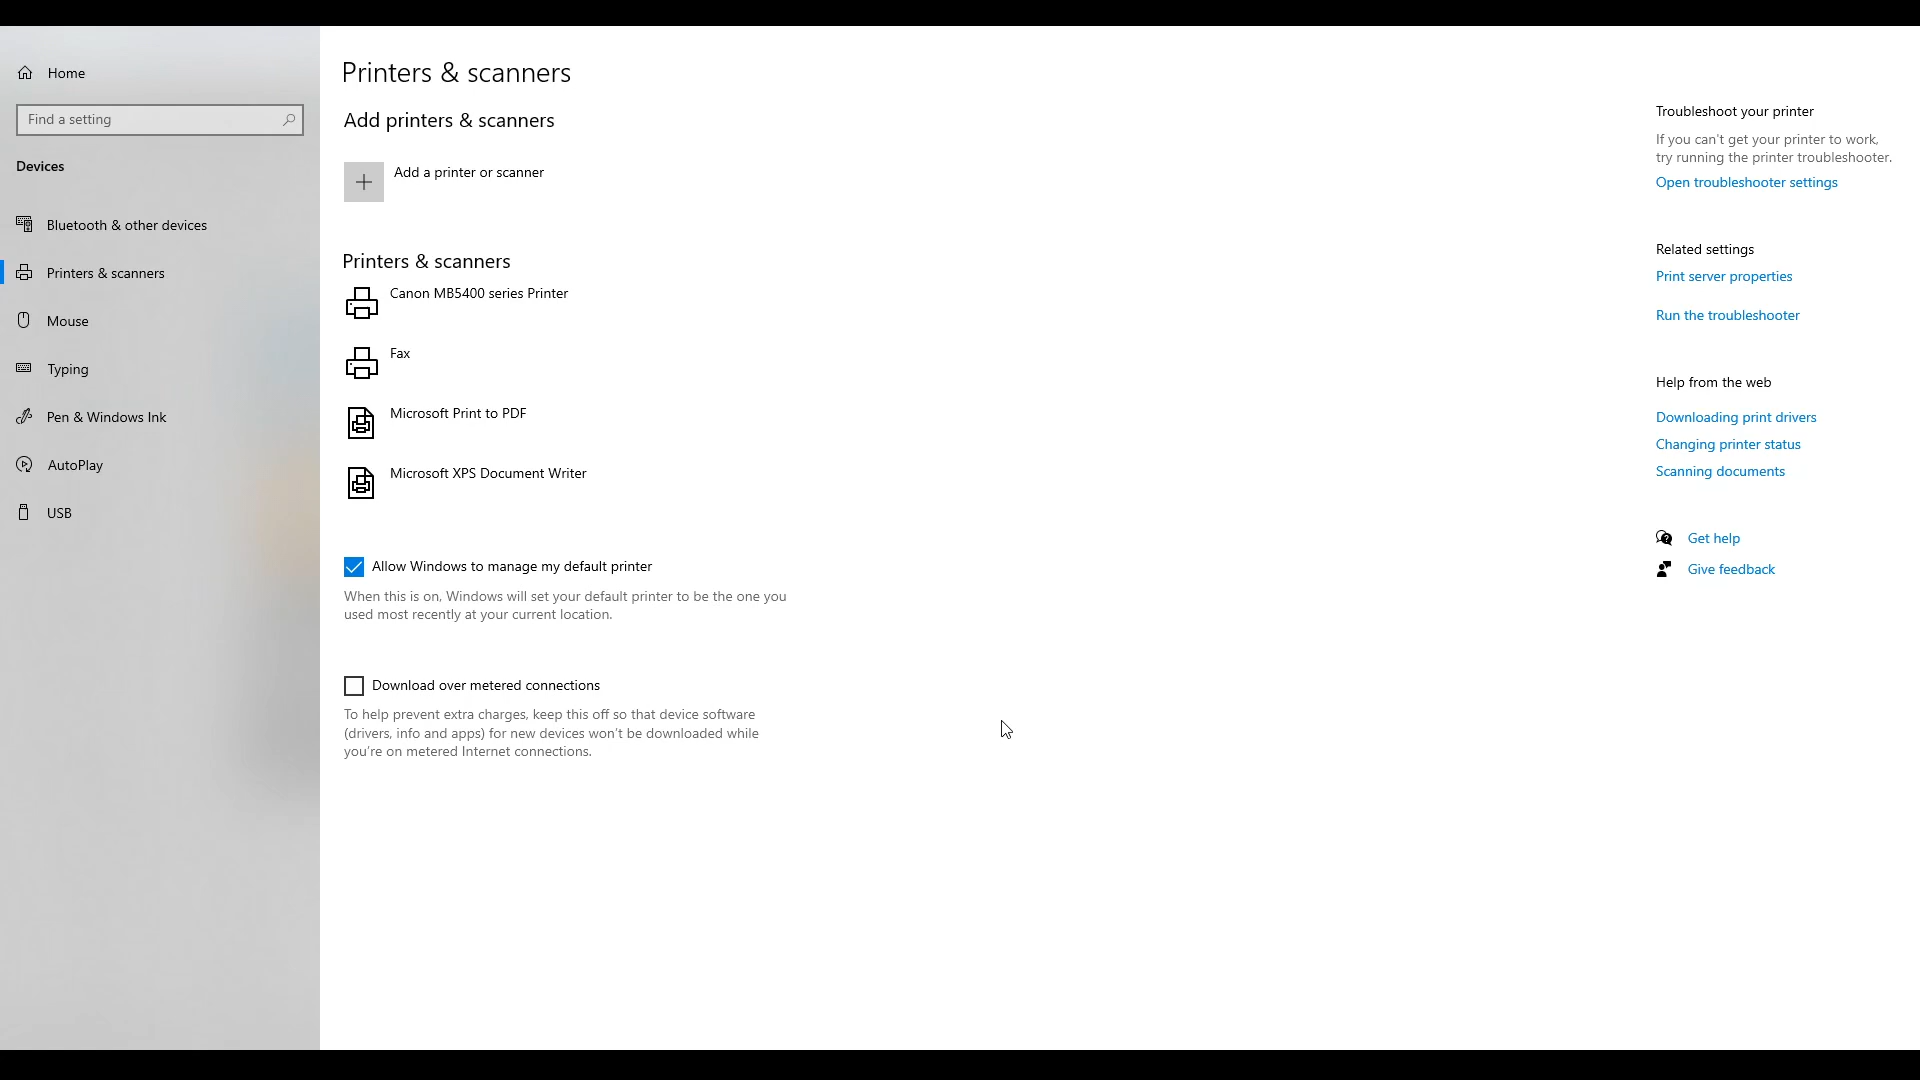 Home
Find a setting
Devices
Bluetooth & other devices
Printers & scanners
Mouse
Typing
Pen & Windows Ink
AutoPlay
USB
Printers & scanners
Add printers & scanners
Add a printer or scanner
Printers & scanners
Canon MB5400 series Printer
Fax
Microsoft Print to PDF
Microsoft XPS Document Writer
Allow Windows to manage my default printer
When this is on, Windows will set your default printer to be the one you
used most recently at your current location.
Download over metered connections
To help prevent extra charges, keep this off so that device software
(drivers, info and apps) for new devices won't be downloaded while
you're on metered Internet connections.
Troubleshoot your printer
If you can't get your printer to work,
try running the printer troubleshooter.
Open troubleshooter settings
Related settings
Print server properties
Run the troubleshooter
Help from the web
Downloading print drivers
Changing printer status
Scanning documents
Get help
Give feedback